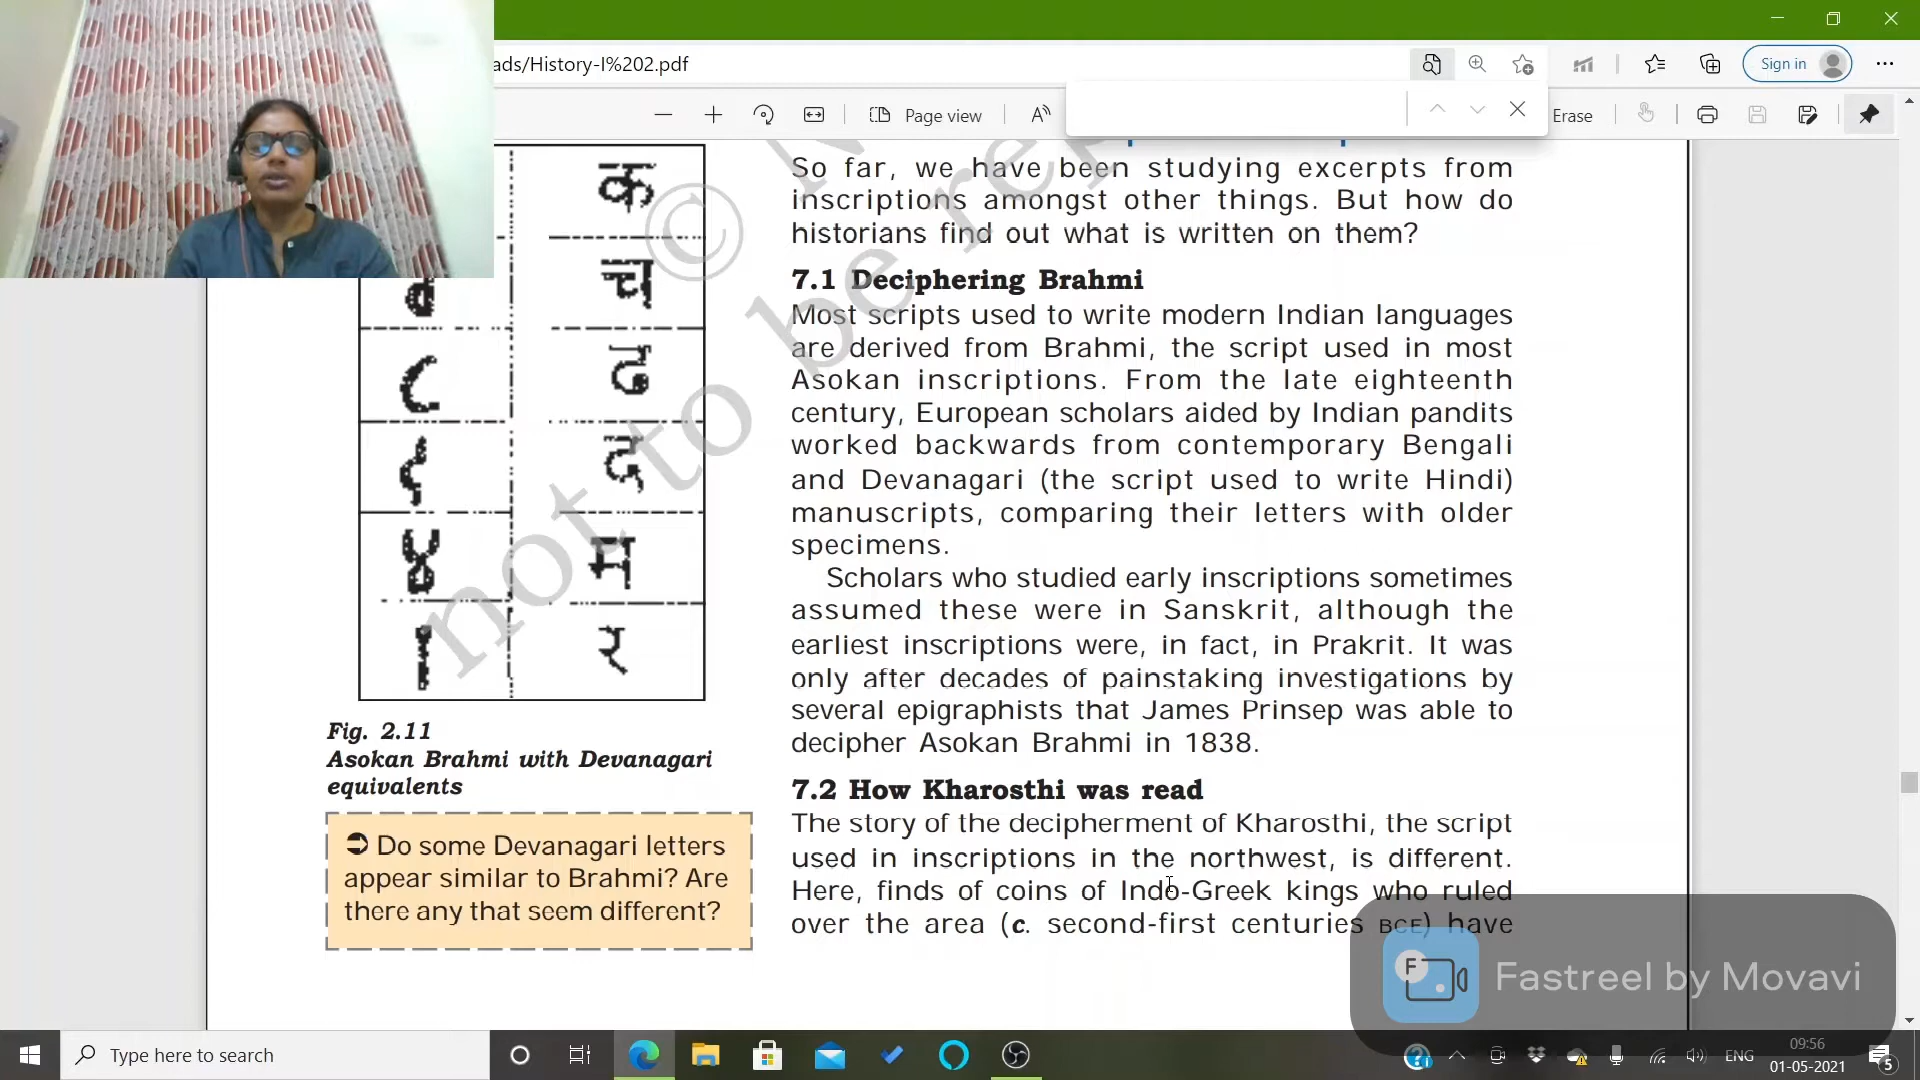 ads/History-I%202.pdf
Sign in
Page view
Erase
So far, we have been studying excerpts from
inscriptions amongst other things. But how do
historians find out what is written on them?
7.1 Deciphering Brahmi
Most scripts used to write modern Indian languages
are derived from Brahmi, the script used in most
Asokan inscriptions. From the late eighteenth
century, European scholars aided by Indian pandits
worked backwards from contemporary Bengali
and Devanagari (the script used to write Hindi)
manuscripts, comparing their letters with older
specimens.
Scholars who studied early inscriptions sometimes
assumed these were in Sanskrit, although the
earliest inscriptions were, in fact, in Prakrit. It was
only after decades of painstaking investigations by
several epigraphists that James Prinsep was able to
decipher Asokan Brahmi in 1838.
7.2 How Kharosthi was read
The story of the decipherment of Kharosthi, the script
used in inscriptions in the northwest, is different.
Here, finds of coins of Indo-Greek kings who ruled
over the area (c. second-first centuries BCE) have
क
च
ढ
द
म
र
Fig. 2.11
Asokan Brahmi with Devanagari
equivalents
➲ Do some Devanagari letters
appear similar to Brahmi? Are
there any that seem different?
not to be rep
Fastreel by Movavi
Type here to search
ENG
09:56
01-05-2021
5